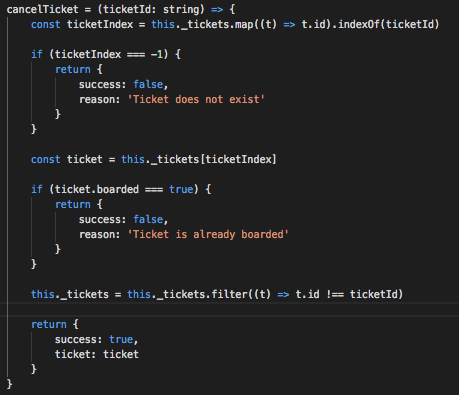 cancelTicket = (ticketId: string) => {
const ticketIndex = this._tickets.map((t) => t.id).indexOf(ticketId)
if (ticketIndex === -1) {
return {
success: false,
reason: 'Ticket does not exist'
}
}
const ticket = this._tickets[ticketIndex]
if (ticket.boarded === true) {
return {
success: false,
reason: 'Ticket is already boarded'
}
}
this._tickets = this._tickets.filter((t) => t.id !== ticketId)
return {
success: true,
ticket: ticket
}
}